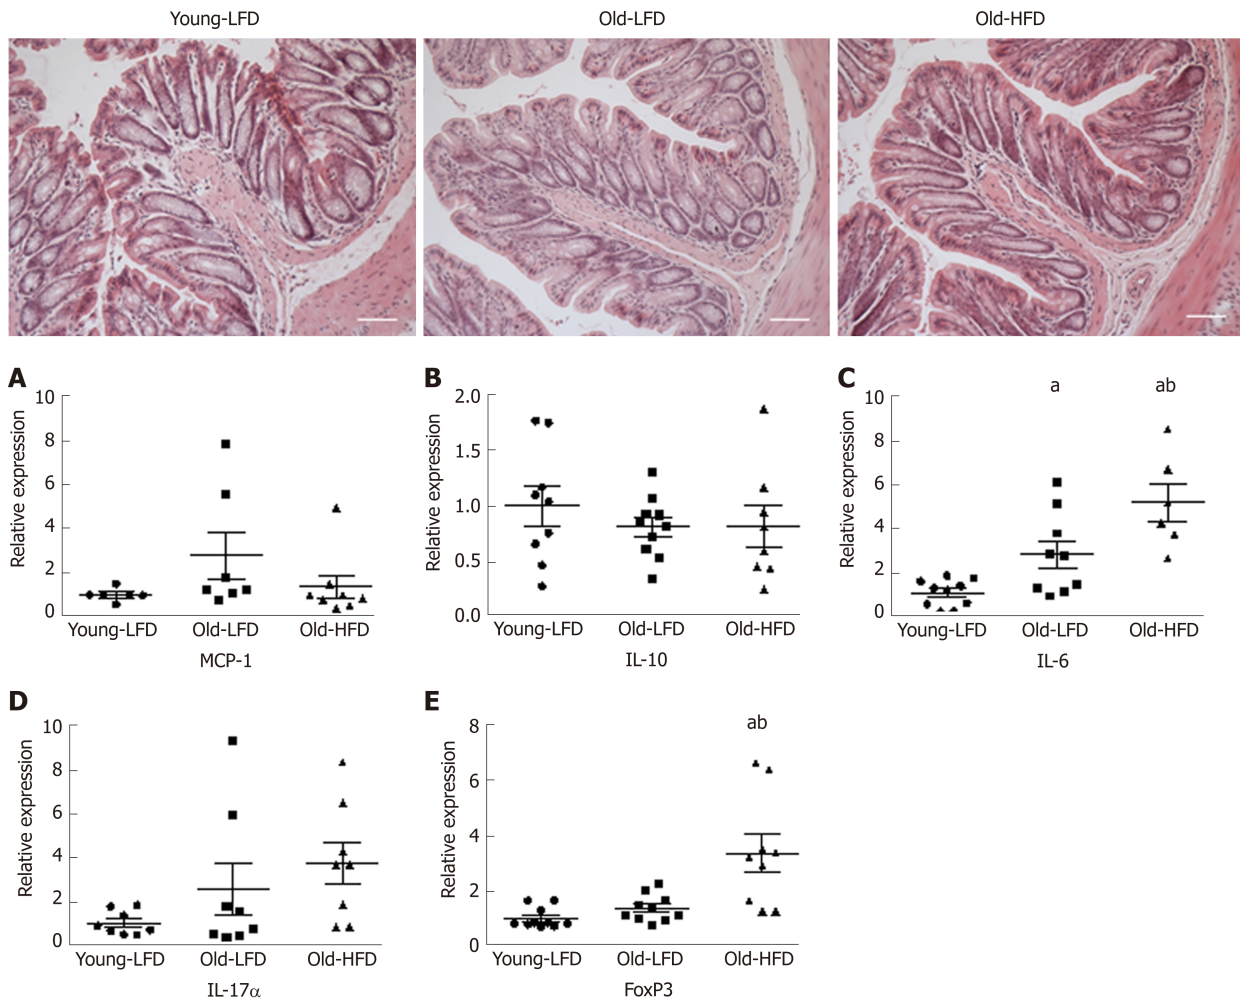 Young-LFD Old-LFD Old-HFD
A B C
10 8 6 4 2 0
Relative expression
Young-LFD Old-LFD Old-HFD
MCP-1
2.0 1.5 1.0 0.5 0.0
Relative expression
Young-LFD Old-LFD Old-HFD
IL-10
a ab
10 8 6 4 2 0
Relative expression
Young-LFD Old-LFD Old-HFD
IL-6
D E
10 8 6 4 2 0
Relative expression
Young-LFD Old-LFD Old-HFD
IL-17α
ab
8 6 4 2 0
Relative expression
Young-LFD Old-LFD Old-HFD
FoxP3